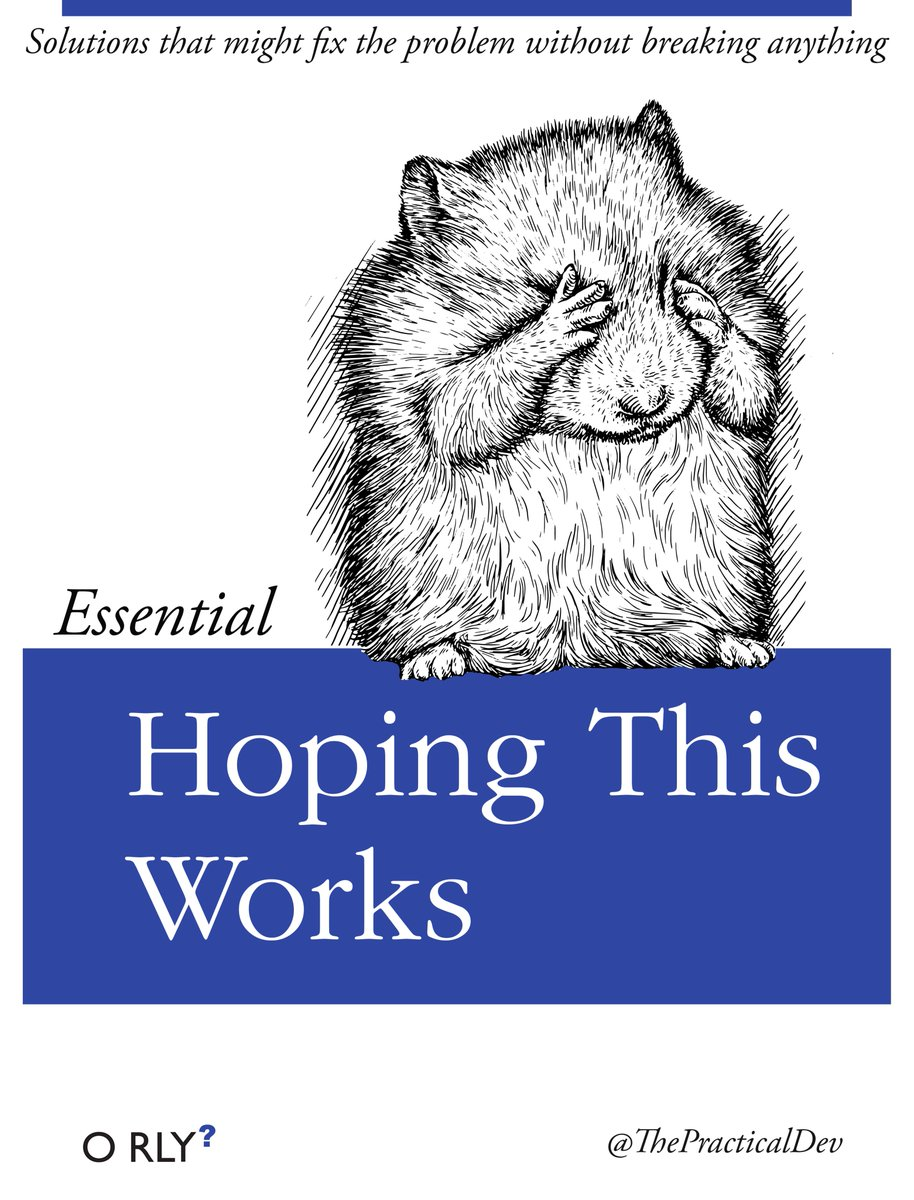 Solutions that might fix the problem without breaking anything
Essential
Hoping This
Works
O RLY?
@ThePracticalDev